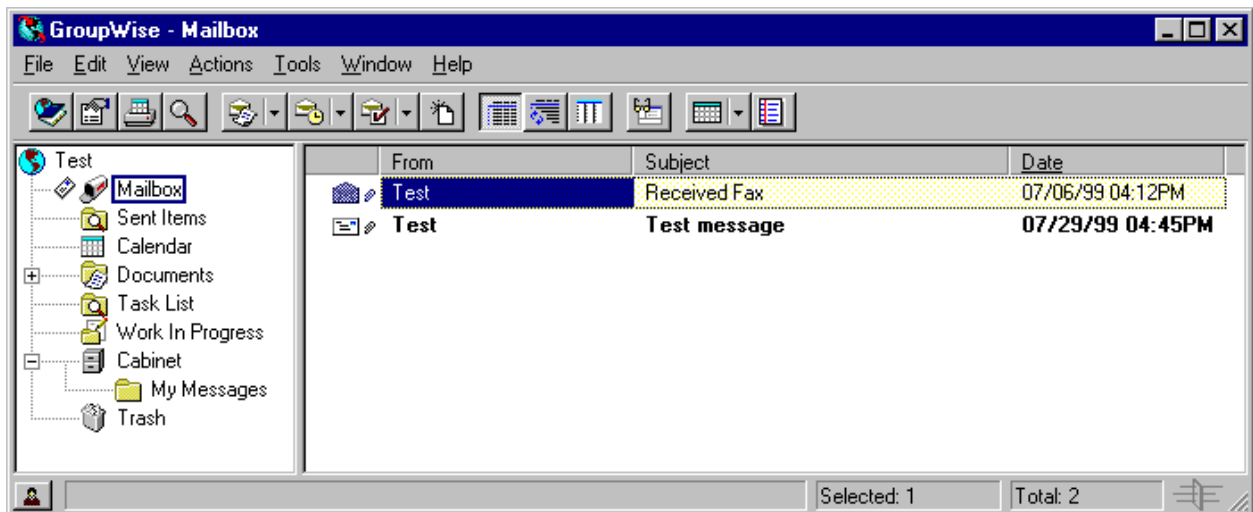 GroupWise - Mailbox
File Edit View Actions Tools Window Help
Test
Mailbox
Sent Items
Calendar
Documents
Task List
Work In Progress
Cabinet
My Messages
Trash
From Subject Date
Test Received Fax 07/06/99 04:12PM
Test Test message 07/29/99 04:45PM
Selected: 1 Total: 2